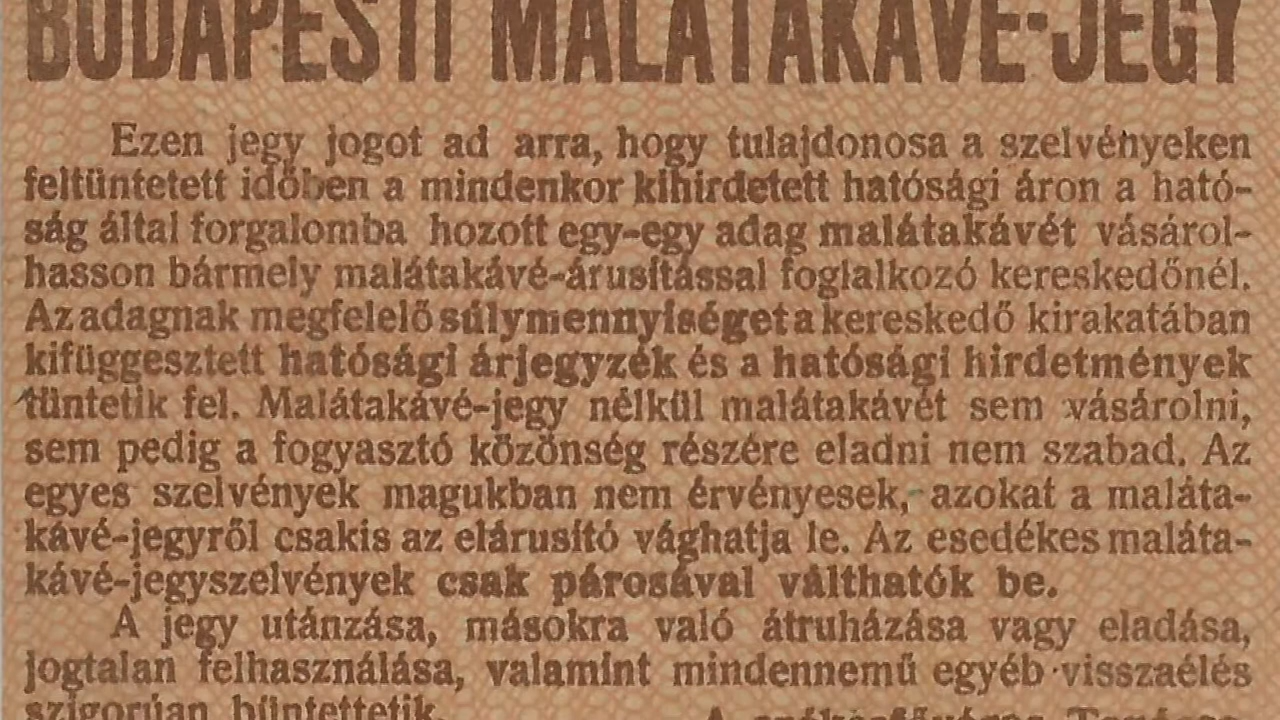 BUDAPESTI MALÁTAKÁVÉ-JEGY
Ezen jegy jogot ad arra, hogy tulajdonosa a szelvényeken
feltüntetett időben a mindenkor kihirdetett hatósági áron a ható-
ság által forgalomba hozott egy-egy adag malátakávét vásárol-
hasson bármely malátakávé-árusítással foglalkozó kereskedőnél.
Az adagnak megfelelő súlymennyiséget a kereskedő kirakatában
kifüggesztett hatósági árjegyzék és a hatósági hirdetmények
tüntetik fel. Malátakávé-jegy nélkül malátakávét sem vásárolni,
sem pedig a fogyasztó közönség részére eladni nem szabad. Az
egyes szelvények magukban nem érvényesek, azokat a maláta-
kávé-jegyről csakis az elárusító vághatja le. Az esedékes maláta-
kávé-jegyszelvények csak párosával válthatók be.
A jegy utánzása, másokra való átruházása vagy eladása,
jogtalan felhasználása, valamint mindennemű egyéb visszaélés
szigorúan büntettetik. A székesfőváros